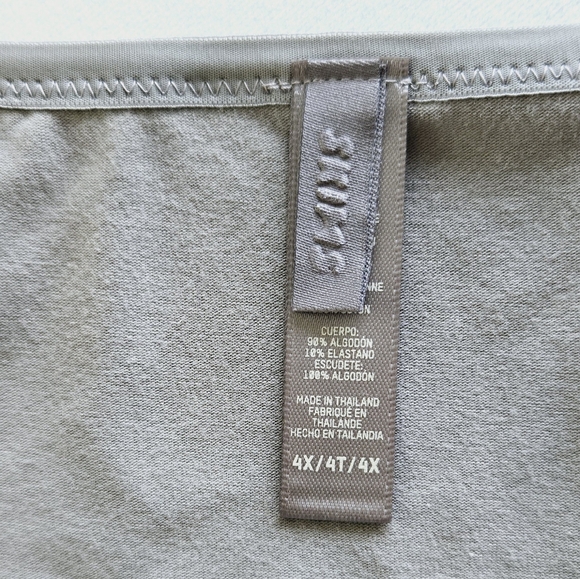 SKIMS
NNE
N
CUERPO:
90% ALGODÓN
10% ELASTANO
ESCUDETE:
100% ALGODÓN
MADE IN THAILAND
FABRIQUÉ EN
THAÏLANDE
HECHO EN TAILANDIA
4X/4T/4X